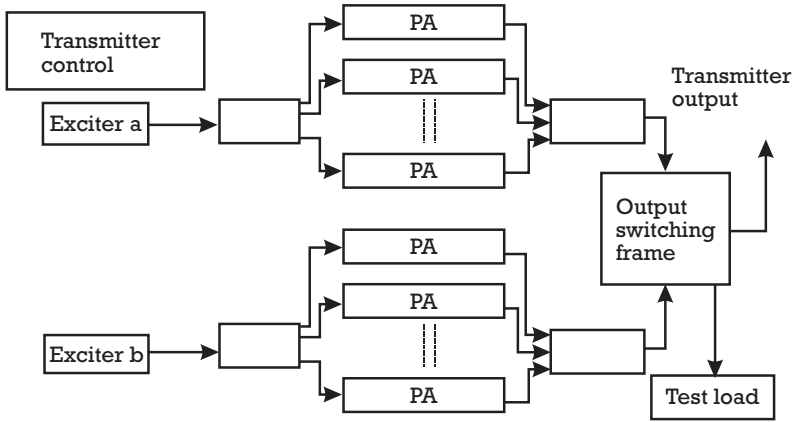 Transmitter
control
Exciter a
PA
PA
PA
Transmitter
output
Output
switching
frame
Exciter b
PA
PA
PA
Test load